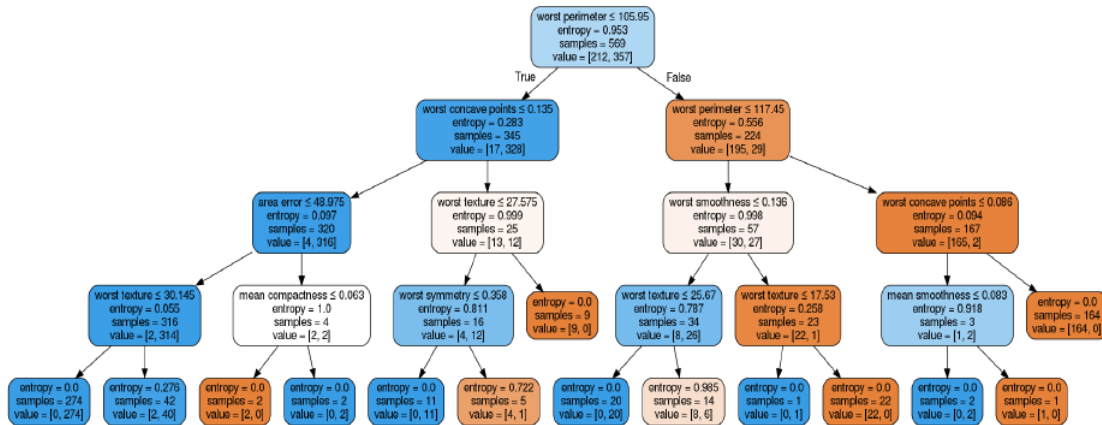 worst perimeter ≤ 105.95
entropy = 0.953
samples = 569
value = [212, 357]
True
False
worst concave points ≤ 0.135
entropy = 0.283
samples = 345
value = [17, 328]
worst perimeter ≤ 117.45
entropy = 0.556
samples = 224
value = [195, 29]
area error ≤ 48.975
entropy = 0.097
samples = 320
value = [4, 316]
worst texture ≤ 27.575
entropy = 0.999
samples = 25
value = [13, 12]
worst smoothness ≤ 0.136
entropy = 0.998
samples = 57
value = [30, 27]
worst concave points ≤ 0.086
entropy = 0.094
samples = 167
value = [165, 2]
worst texture ≤ 30.145
entropy = 0.055
samples = 316
value = [2, 314]
mean compactness ≤ 0.063
entropy = 1.0
samples = 4
value = [2, 2]
worst symmetry ≤ 0.358
entropy = 0.811
samples = 16
value = [4, 12]
entropy = 0.0
samples = 9
value = [9, 0]
worst texture ≤ 25.67
entropy = 0.787
samples = 34
value = [8, 26]
worst texture ≤ 17.53
entropy = 0.258
samples = 23
value = [22, 1]
mean smoothness ≤ 0.083
entropy = 0.918
samples = 3
value = [1, 2]
entropy = 0.0
samples = 164
value = [164, 0]
entropy = 0.0
samples = 274
value = [0, 274]
entropy = 0.276
samples = 42
value = [2, 40]
entropy = 0.0
samples = 2
value = [2, 0]
entropy = 0.0
samples = 2
value = [0, 2]
entropy = 0.0
samples = 11
value = [0, 11]
entropy = 0.722
samples = 5
value = [4, 1]
entropy = 0.0
samples = 20
value = [0, 20]
entropy = 0.985
samples = 14
value = [8, 6]
entropy = 0.0
samples = 1
value = [0, 1]
entropy = 0.0
samples = 22
value = [22, 0]
entropy = 0.0
samples = 2
value = [0, 2]
entropy = 0.0
samples = 1
value = [1, 0]